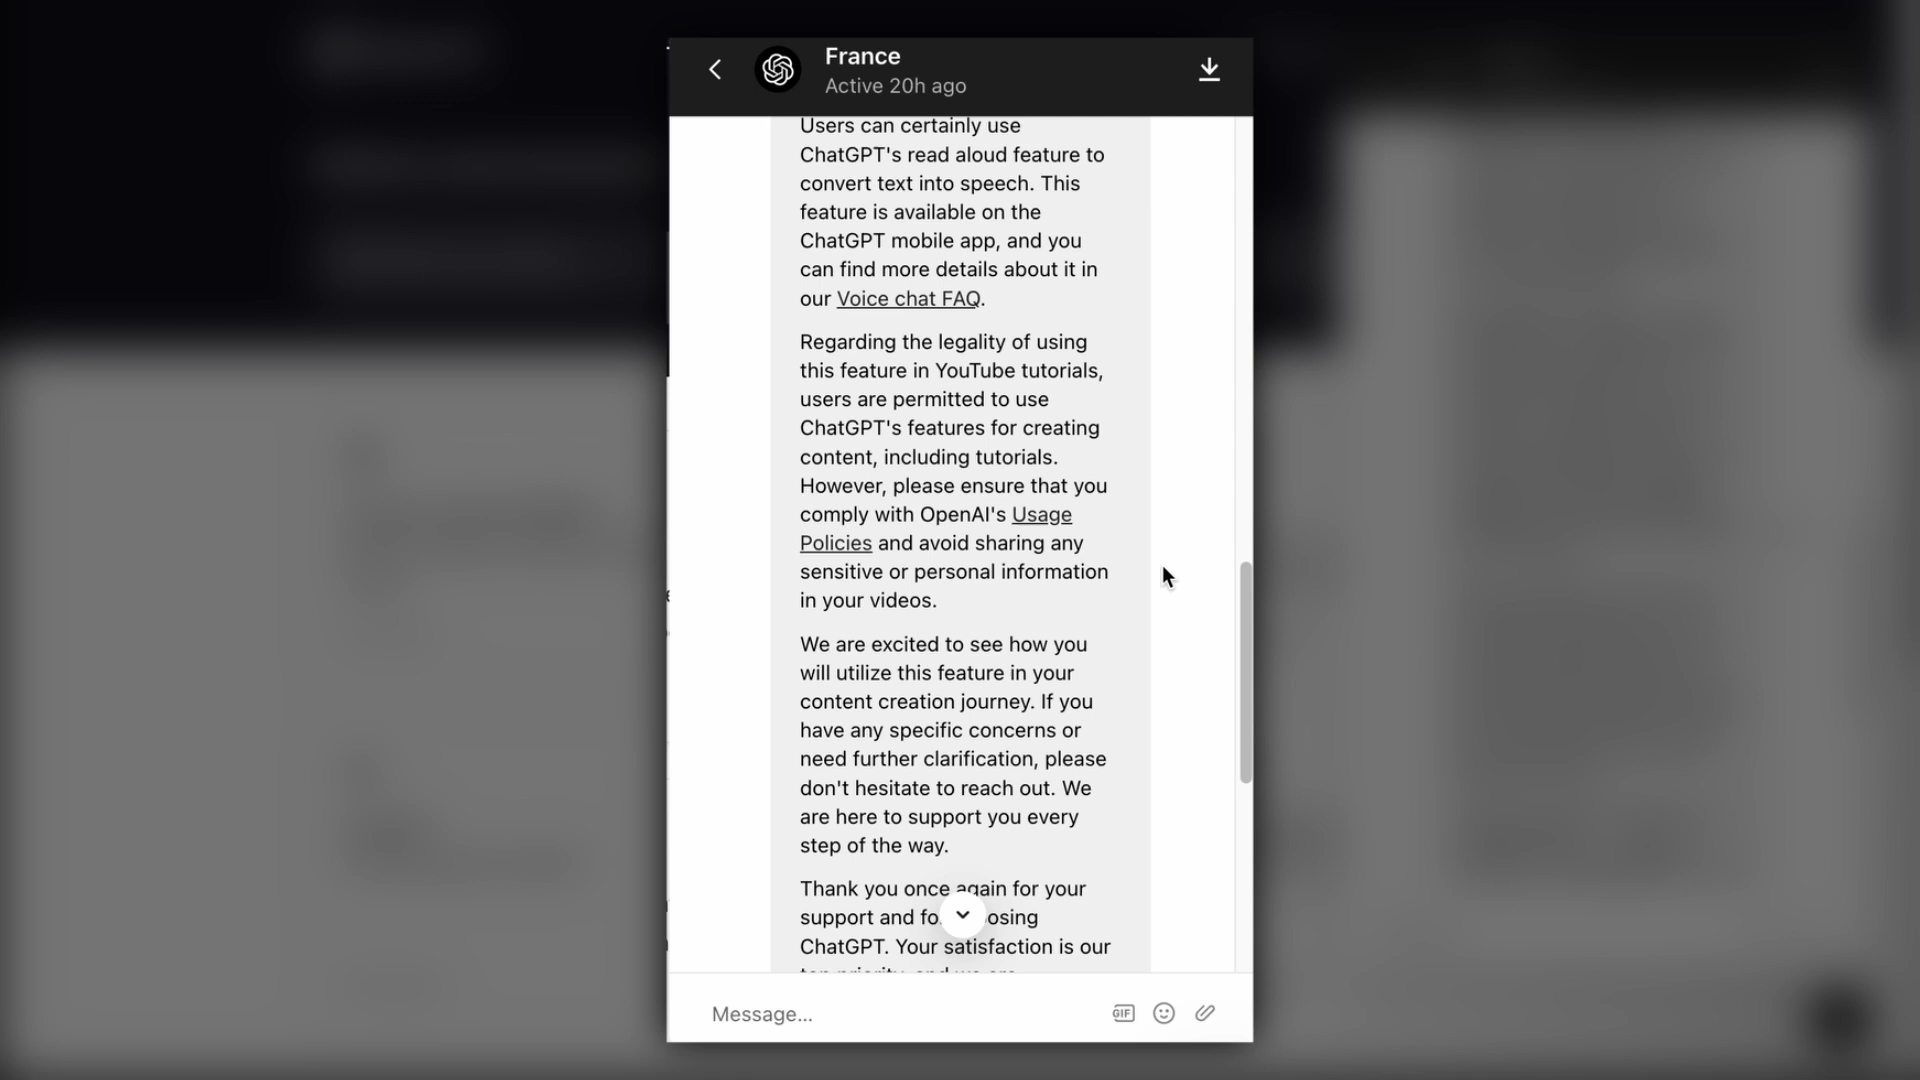 France
Active 20h ago
Users can certainly use
ChatGPT's read aloud feature to
convert text into speech. This
feature is available on the
ChatGPT mobile app, and you
can find more details about it in
our Voice chat FAQ.
Regarding the legality of using
this feature in YouTube tutorials,
users are permitted to use
ChatGPT's features for creating
content, including tutorials.
However, please ensure that you
comply with OpenAI's Usage
Policies and avoid sharing any
sensitive or personal information
in your videos.
We are excited to see how you
will utilize this feature in your
content creation journey. If you
have any specific concerns or
need further clarification, please
don't hesitate to reach out. We
are here to support you every
step of the way.
Thank you once again for your
support and
ChatGPT. Your satisfaction is our
Message...
GIF